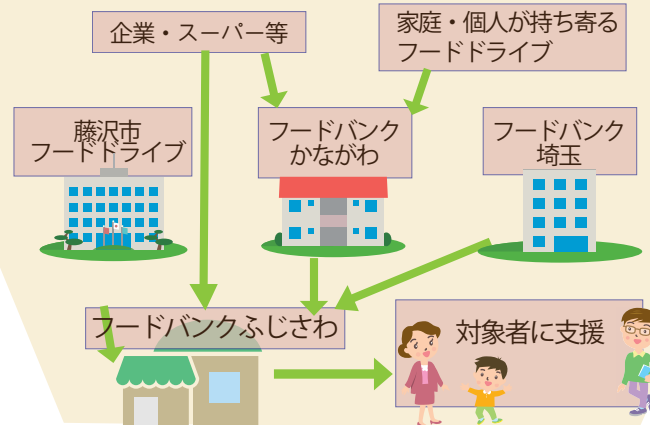 企業・スーパー等
家庭・個人が持ち寄る
フードドライブ
藤沢市
フードドライブ
フードバンク
かながわ
フードバンク
埼玉
フードバンクふじさわ
対象者に支援